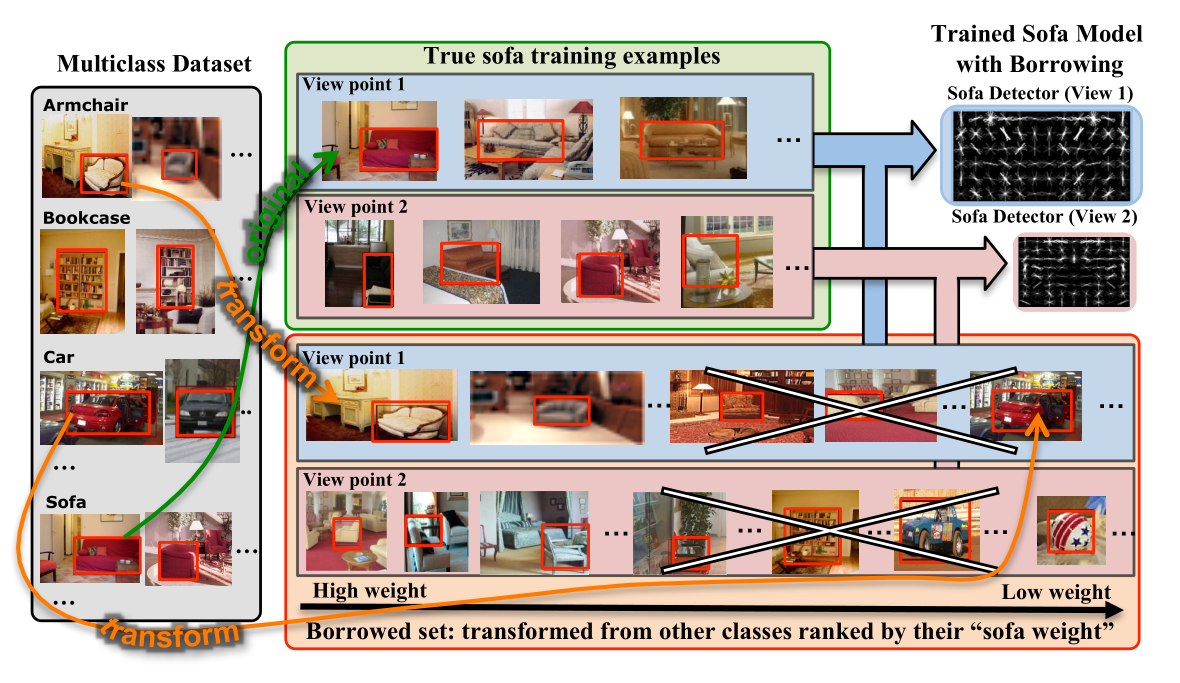 Multiclass Dataset
Armchair
...
Bookcase
...
Car
...
...
Sofa
...
...
original
transform
transform
True sofa training examples
View point 1
...
View point 2
...
View point 1
...
...
...
View point 2
...
...
...
...
...
High weight
Low weight
Borrowed set: transformed from other classes ranked by their “sofa weight”
Trained Sofa Model
with Borrowing
Sofa Detector (View 1)
Sofa Detector (View 2)